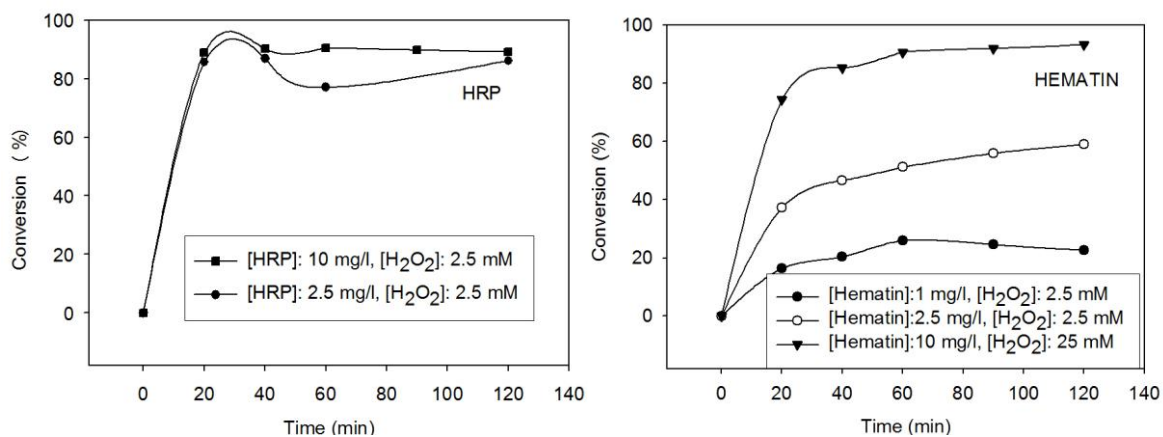 100
80
60
40
20
0
Conversion ( %)
HRP
[HRP]: 10 mg/l, [H2O2]: 2.5 mM
[HRP]: 2.5 mg/l, [H2O2]: 2.5 mM
0 20 40 60 80 100 120 140
Time (min)
100
80
60
40
20
0
Conversion (%)
HEMATIN
[Hematin]:1 mg/l, [H2O2]: 2.5 mM
[Hematin]:2.5 mg/l, [H2O2]: 2.5 mM
[Hematin]:10 mg/l, [H2O2]: 25 mM
0 20 40 60 80 100 120 140
Time (min)